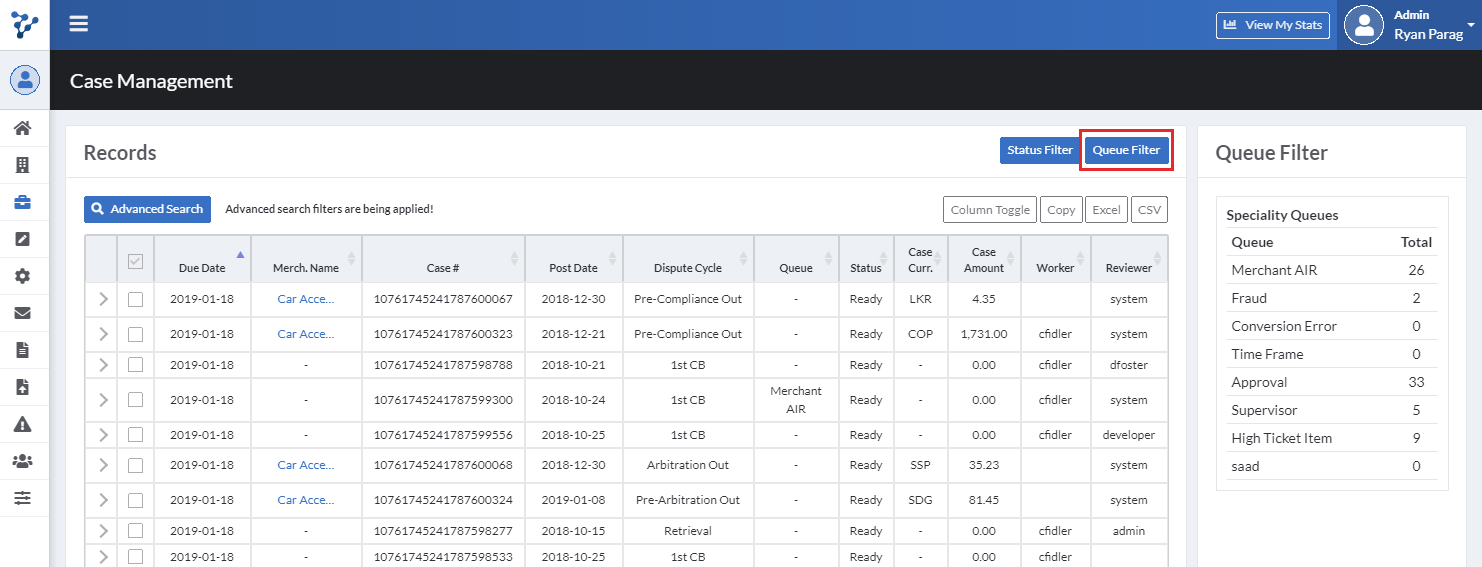 View My Stats
Admin
Ryan Parag
Case Management
Records
Status Filter Queue Filter
Advanced Search Advanced search filters are being applied!
Column Toggle Copy Excel CSV
Due Date Merch. Name Case # Post Date Dispute Cycle Queue Status Case Curr. Case Amount Worker Reviewer
2019-01-18 Car Acce... 10761745241787600067 2018-12-30 Pre-Compliance Out - Ready LKR 4.35 system
2019-01-18 Car Acce... 10761745241787600323 2018-12-21 Pre-Compliance Out - Ready COP 1,731.00 cfidler system
2019-01-18 - 10761745241787598788 2018-10-21 1st CB - Ready - 0.00 cfidler dfoster
2019-01-18 - 10761745241787599300 2018-10-24 1st CB Merchant AIR Ready - 0.00 cfidler system
2019-01-18 - 10761745241787599556 2018-10-25 1st CB - Ready - 0.00 cfidler developer
2019-01-18 Car Acce... 10761745241787600068 2018-12-30 Arbitration Out - Ready SSP 35.23 system
2019-01-18 Car Acce... 10761745241787600324 2019-01-08 Pre-Arbitration Out - Ready SDG 81.45 system
2019-01-18 - 10761745241787598277 2018-10-15 Retrieval - Ready - 0.00 cfidler admin
2019-01-18 - 10761745241787598533 2018-10-25 1st CB - Ready - 0.00 cfidler
Queue Filter
Speciality Queues
Queue Total
Merchant AIR 26
Fraud 2
Conversion Error 0
Time Frame 0
Approval 33
Supervisor 5
High Ticket Item 9
saad 0